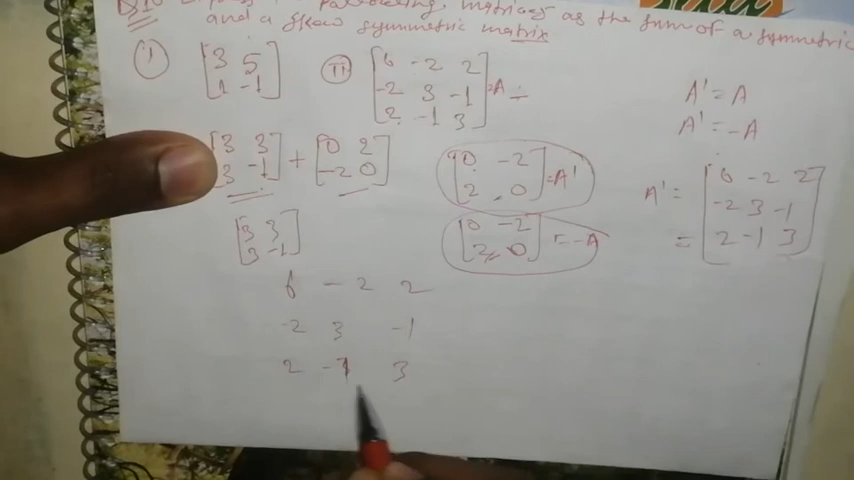 Q10 following matrices as the sum of a symmetric
and a skew symmetric matrix
(I) [3 5 (II) [6 -2 2
1 -1] -2 3 -1 = A
2 -1 3]
A' = A
A' = -A
[3 3 + [0 2 [0 -2 = A'
3 -1] -2 0] 2 0]
A' = [6 -2 2
-2 3 -1
= 2 -1 3]
[3 3 [0 -2 = -A
3 -1] 2 0]
6 -2 2
-2 3 -1
2 -1 3